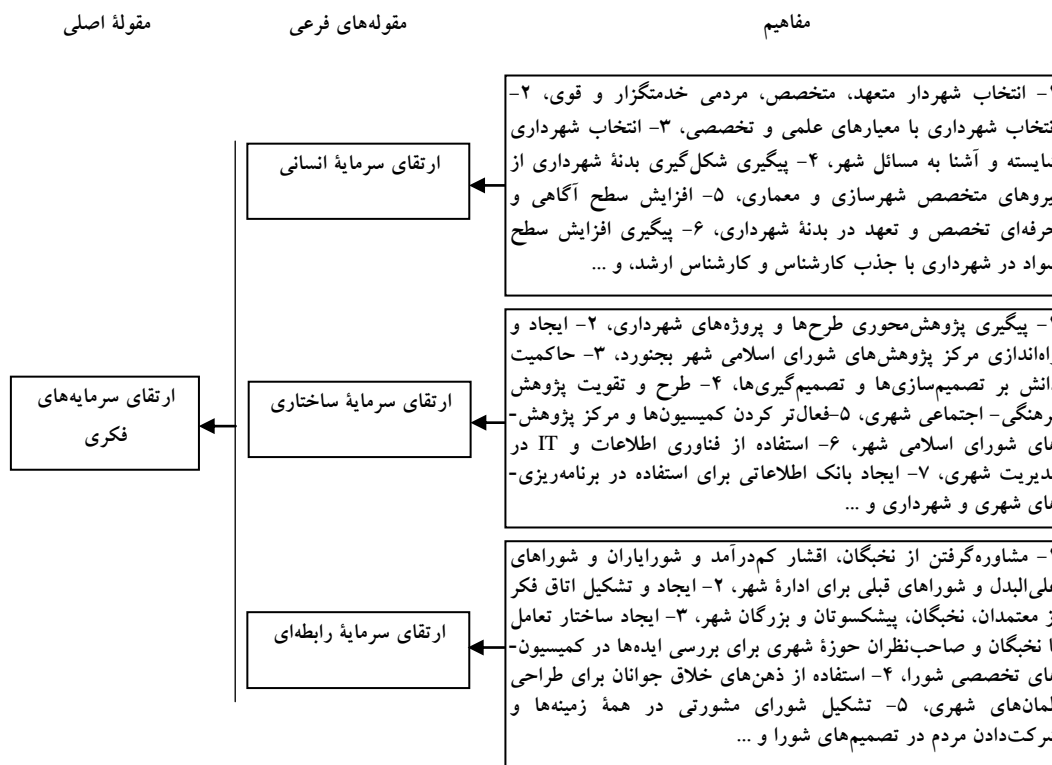 مفاهیم
مقوله‌های فرعی
مقولهٔ اصلی
- انتخاب شهردار متعهد، متخصص، مردمی خدمتگزار و قوی، ۲-
نتخاب شهرداری با معیارهای علمی و تخصصی، ۳- انتخاب شهرداری
شایسته و آشنا به مسائل شهر، ۴- پیگیری شکل‌گیری بدنهٔ شهرداری از
یروهای متخصص شهرسازی و معماری، ۵- افزایش سطح آگاهی و
حرفه‌ای تخصص و تعهد در بدنهٔ شهرداری، ۶- پیگیری افزایش سطح
سواد در شهرداری با جذب کارشناس و کارشناس ارشد، و ...
ارتقای سرمایهٔ انسانی
- پیگیری پژوهش‌محوری طرح‌ها و پروژه‌های شهرداری، ۲- ایجاد و
راه‌اندازی مرکز پژوهش‌های شورای اسلامی شهر بجنورد، ۳- حاکمیت
دانش بر تصمیم‌سازی‌ها و تصمیم‌گیری‌ها، ۴- طرح و تقویت پژوهش
رهنگی- اجتماعی شهری، ۵-فعال‌تر کردن کمیسیون‌ها و مرکز پژوهش-
های شورای اسلامی شهر، ۶- استفاده از فناوری اطلاعات و IT در
مدیریت شهری، ۷- ایجاد بانک اطلاعاتی برای استفاده در برنامه‌ریزی-
های شهری و شهرداری و ...
ارتقای سرمایهٔ ساختاری
ارتقای سرمایه‌های
فکری
- مشاوره‌گرفتن از نخبگان، اقشار کم‌درآمد و شورایاران و شوراهای
علی‌البدل و شوراهای قبلی برای ادارهٔ شهر، ۲- ایجاد و تشکیل اتاق فکر
ز معتمدان، نخبگان، پیشکسوتان و بزرگان شهر، ۳- ایجاد ساختار تعامل
با نخبگان و صاحب‌نظران حوزهٔ شهری برای بررسی ایده‌ها در کمیسیون-
های تخصصی شورا، ۴- استفاده از ذهن‌های خلاق جوانان برای طراحی
لمان‌های شهری، ۵- تشکیل شورای مشورتی در همهٔ زمینه‌ها و
شرکت‌دادن مردم در تصمیم‌های شورا و ...
ارتقای سرمایهٔ رابطه‌ای